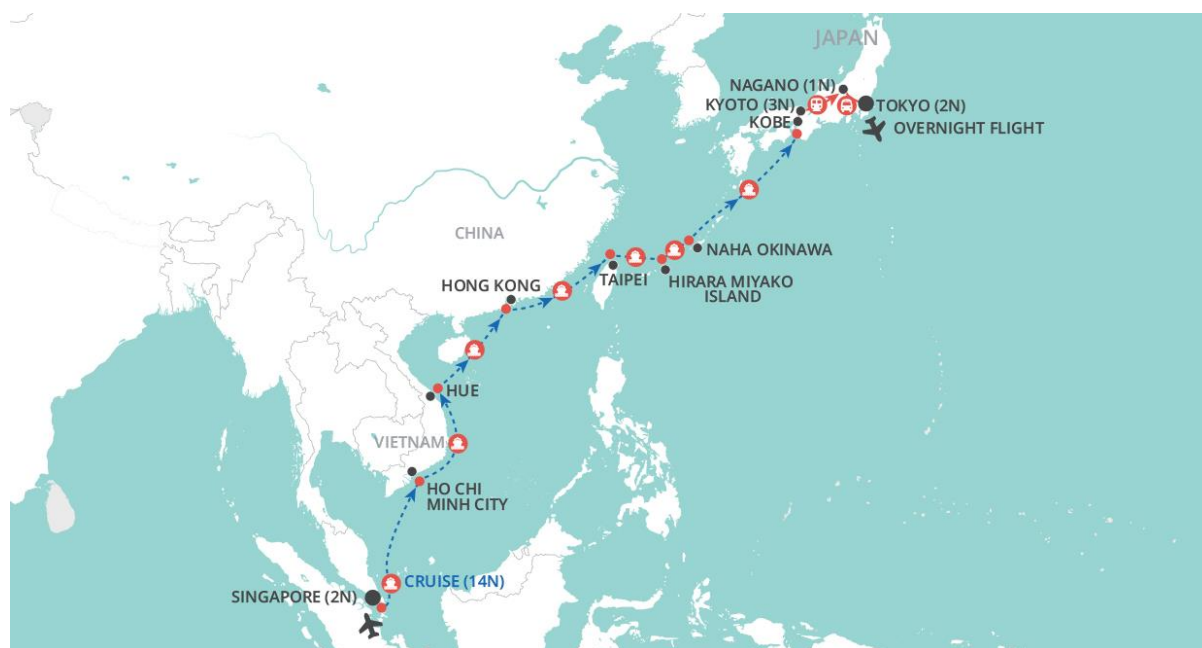 JAPAN
NAGANO (1N)
KYOTO (3N)
TOKYO (2N)
KOBE
OVERNIGHT FLIGHT
CHINA
NAHA OKINAWA
TAIPEI
HIRARA MIYAKO
ISLAND
HONG KONG
HUE
VIETNAM
HO CHI
MINH CITY
CRUISE (14N)
SINGAPORE (2N)